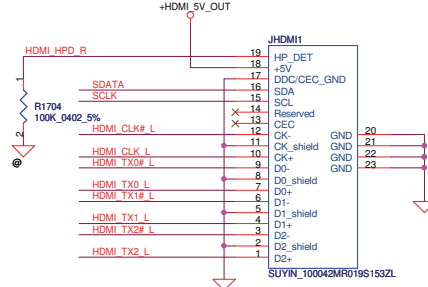 +HDMI_5V_OUT
JHDMI1
HDMI_HPD_R
19 HP_DET
18 +5V
17 DDC/CEC_GND
SDATA 16 SDA
SCLK 15 SCL
14 Reserved
13 CEC
HDMI_CLK#_L 12 CK- GND 20
11 CK_shield GND 21
HDMI_CLK_L 10 CK+ GND 22
HDMI_TX0#_L 9 D0- GND 23
8 D0_shield
HDMI_TX0_L 7 D0+
HDMI_TX1#_L 6 D1-
5 D1_shield
HDMI_TX1_L 4 D1+
HDMI_TX2#_L 3 D2-
2 D2_shield
HDMI_TX2_L 1 D2+
SUYIN_100042MR019S153ZL
1
R1704
100K_0402_5%
2
@